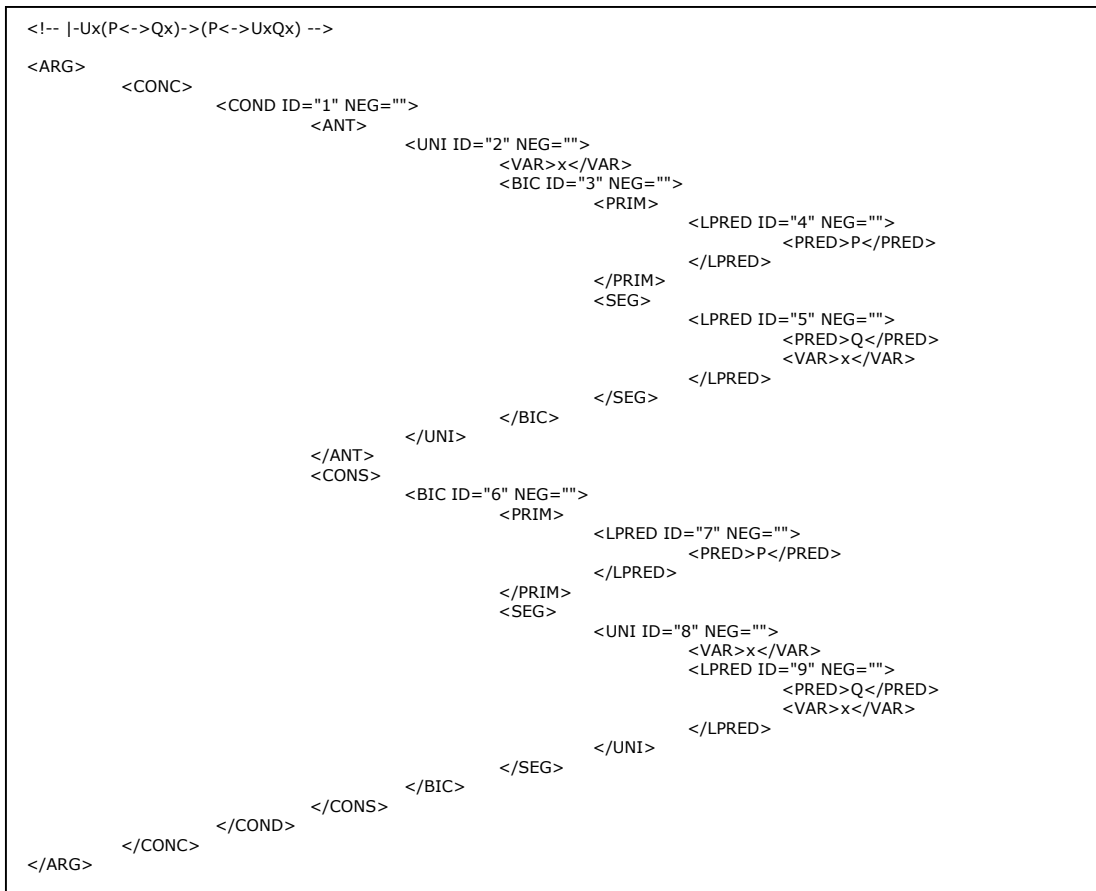 <!-- |-Ux(P<->Qx)->(P<->UxQx) -->
<ARG>
<CONC>
<COND ID="1" NEG="">
<ANT>
<UNI ID="2" NEG="">
<VAR>x</VAR>
<BIC ID="3" NEG="">
<PRIM>
<LPRED ID="4" NEG="">
<PRED>P</PRED>
</LPRED>
</PRIM>
<SEG>
<LPRED ID="5" NEG="">
<PRED>Q</PRED>
<VAR>x</VAR>
</LPRED>
</SEG>
</BIC>
</UNI>
</ANT>
<CONS>
<BIC ID="6" NEG="">
<PRIM>
<LPRED ID="7" NEG="">
<PRED>P</PRED>
</LPRED>
</PRIM>
<SEG>
<UNI ID="8" NEG="">
<VAR>x</VAR>
<LPRED ID="9" NEG="">
<PRED>Q</PRED>
<VAR>x</VAR>
</LPRED>
</UNI>
</SEG>
</BIC>
</CONS>
</COND>
</CONC>
</ARG>